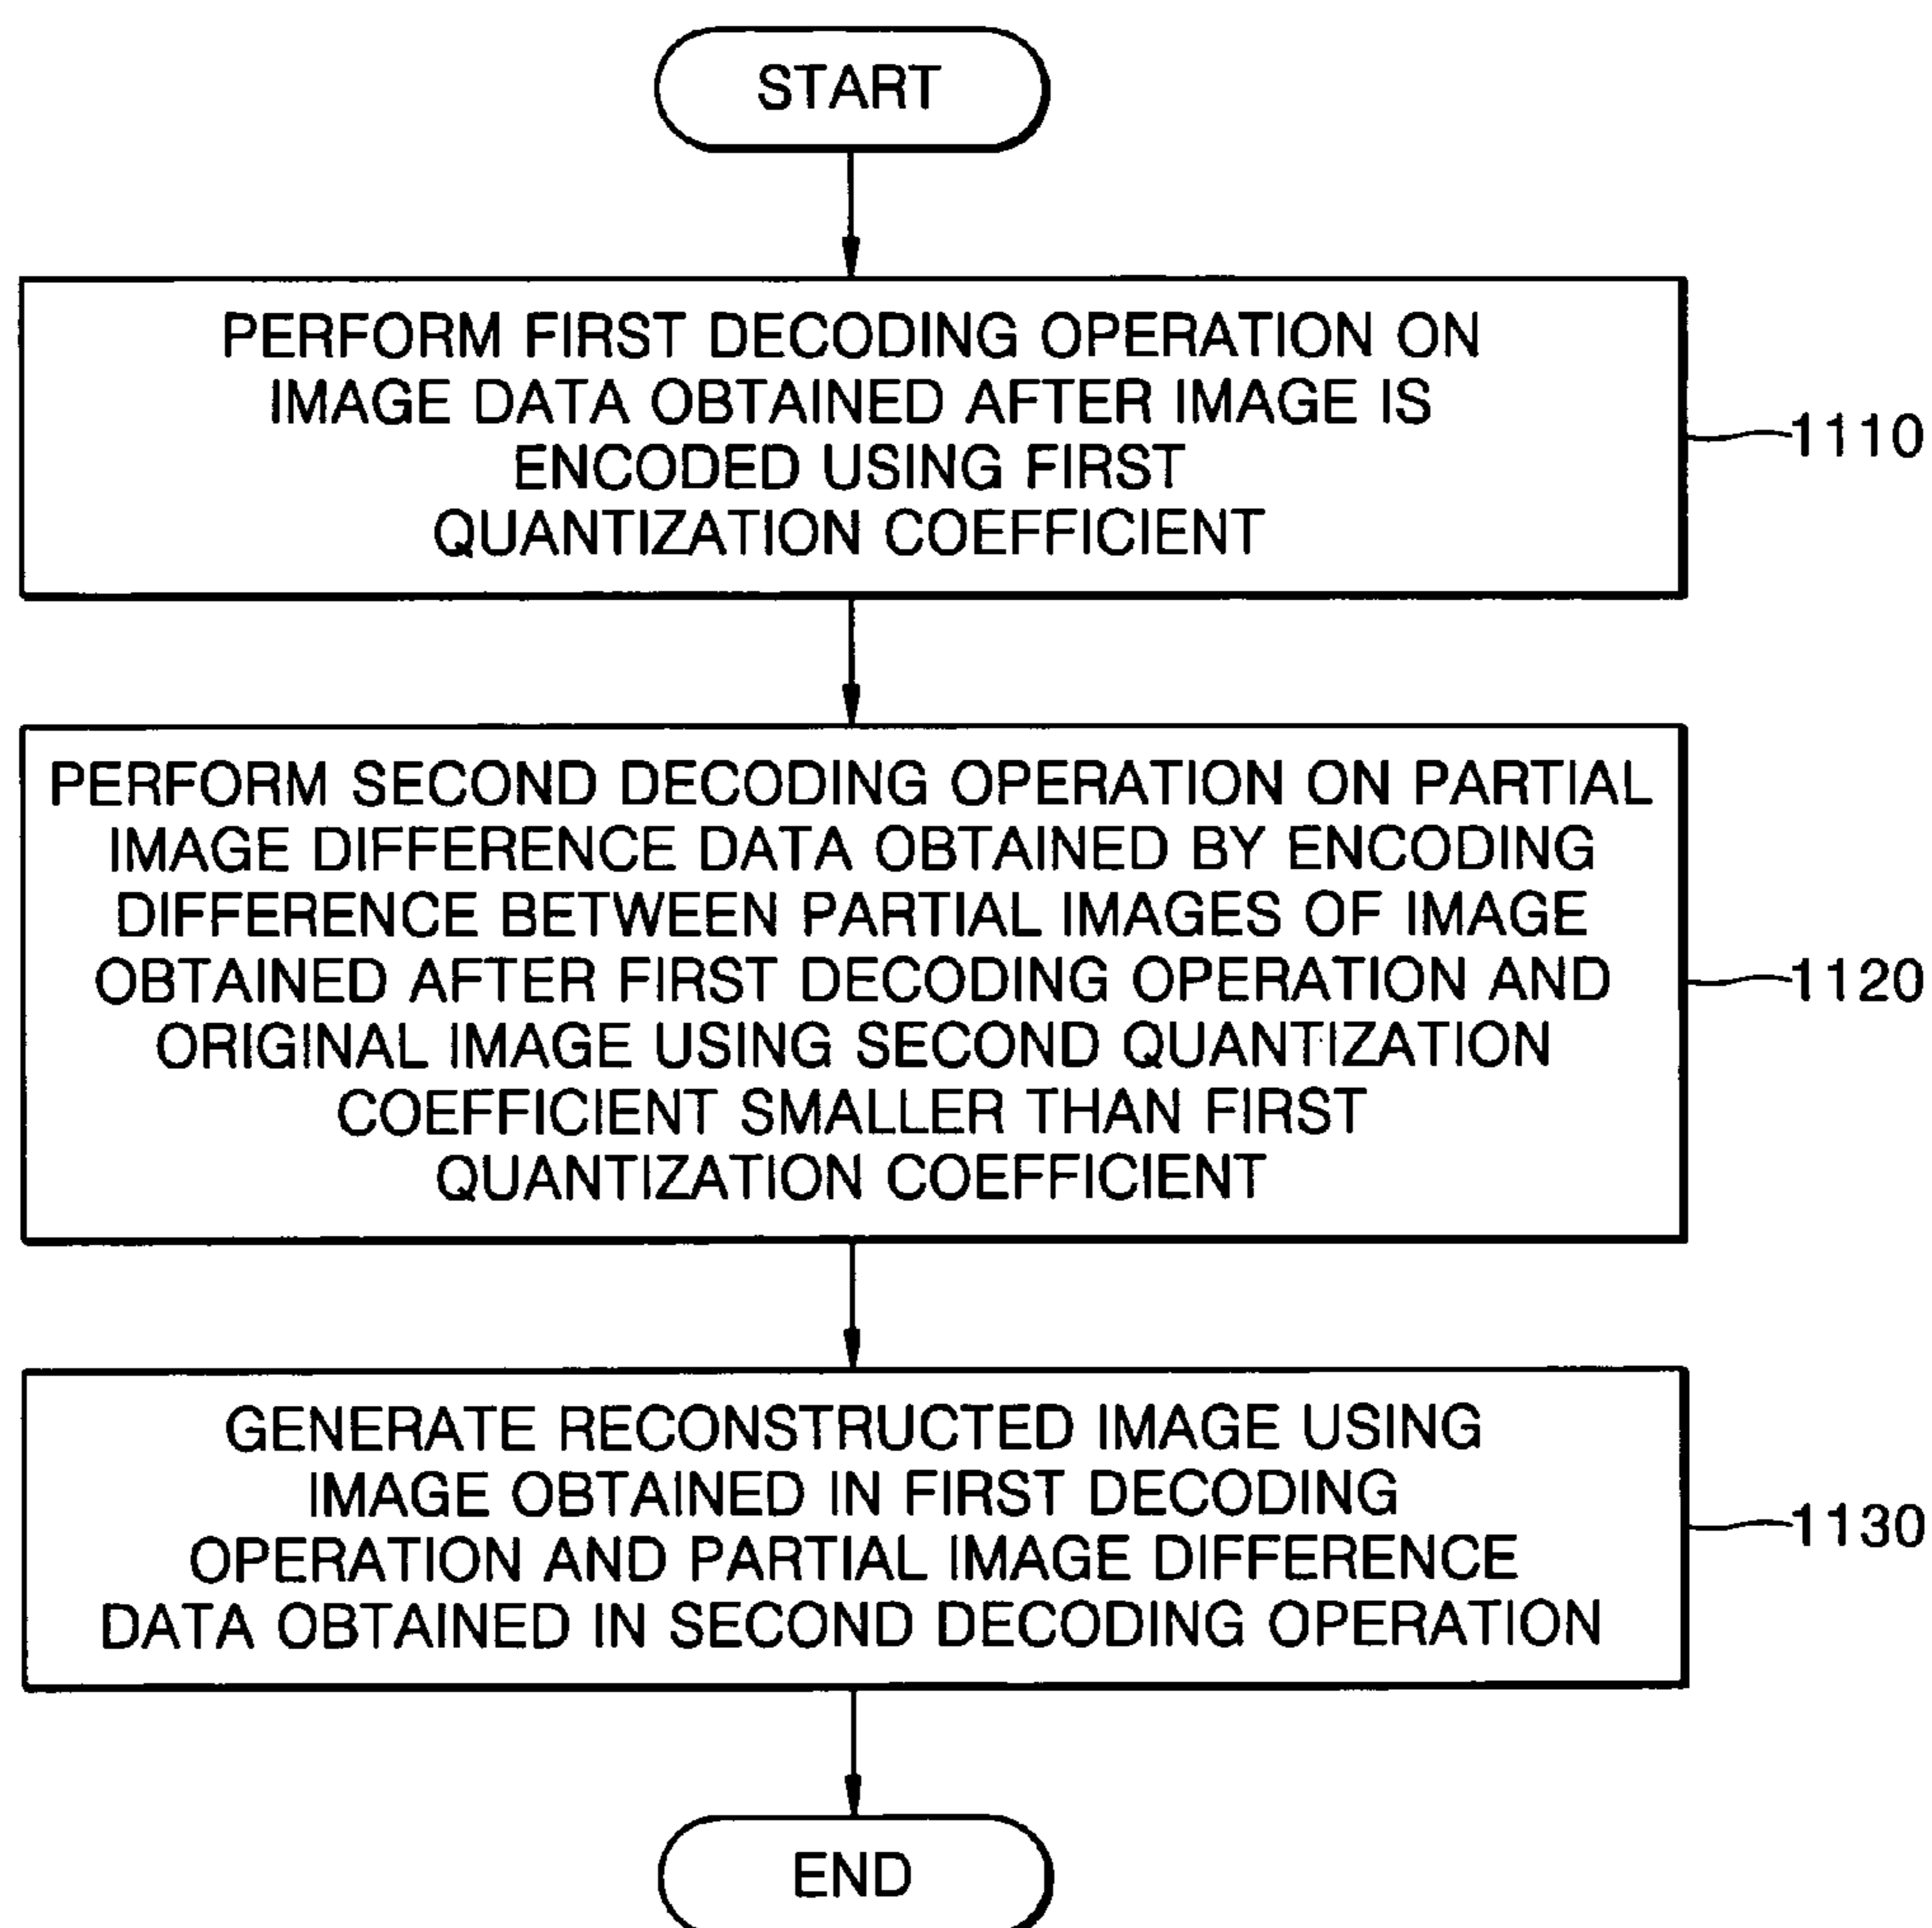 START
PERFORM FIRST DECODING OPERATION ON
IMAGE DATA OBTAINED AFTER IMAGE IS
ENCODED USING FIRST
QUANTIZATION COEFFICIENT
1110
PERFORM SECOND DECODING OPERATION ON PARTIAL
IMAGE DIFFERENCE DATA OBTAINED BY ENCODING
DIFFERENCE BETWEEN PARTIAL IMAGES OF IMAGE
OBTAINED AFTER FIRST DECODING OPERATION AND
ORIGINAL IMAGE USING SECOND QUANTIZATION
COEFFICIENT SMALLER THAN FIRST
QUANTIZATION COEFFICIENT
1120
GENERATE RECONSTRUCTED IMAGE USING
IMAGE OBTAINED IN FIRST DECODING
OPERATION AND PARTIAL IMAGE DIFFERENCE
DATA OBTAINED IN SECOND DECODING OPERATION
1130
END